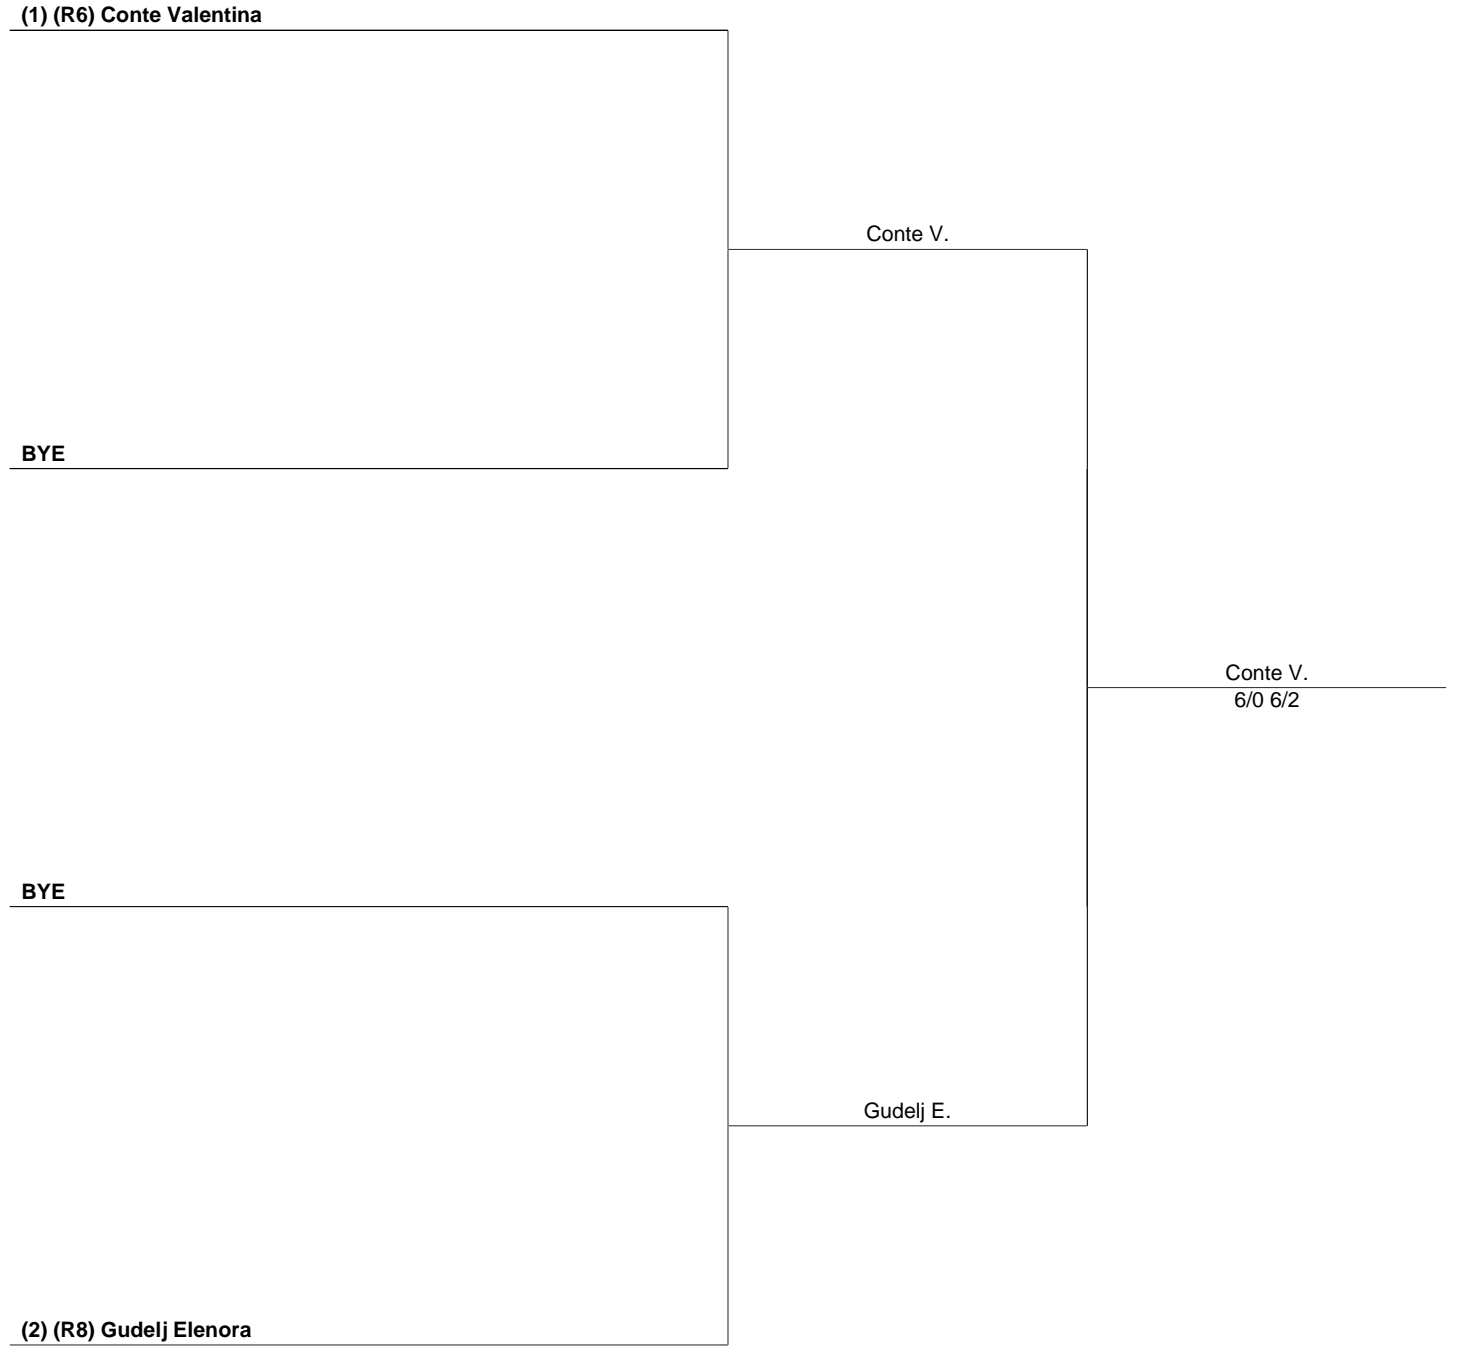 (1) (R6) Conte Valentina
Conte V.
BYE
Conte V.
6/0 6/2
BYE
Gudelj E.
(2) (R8) Gudelj Elenora